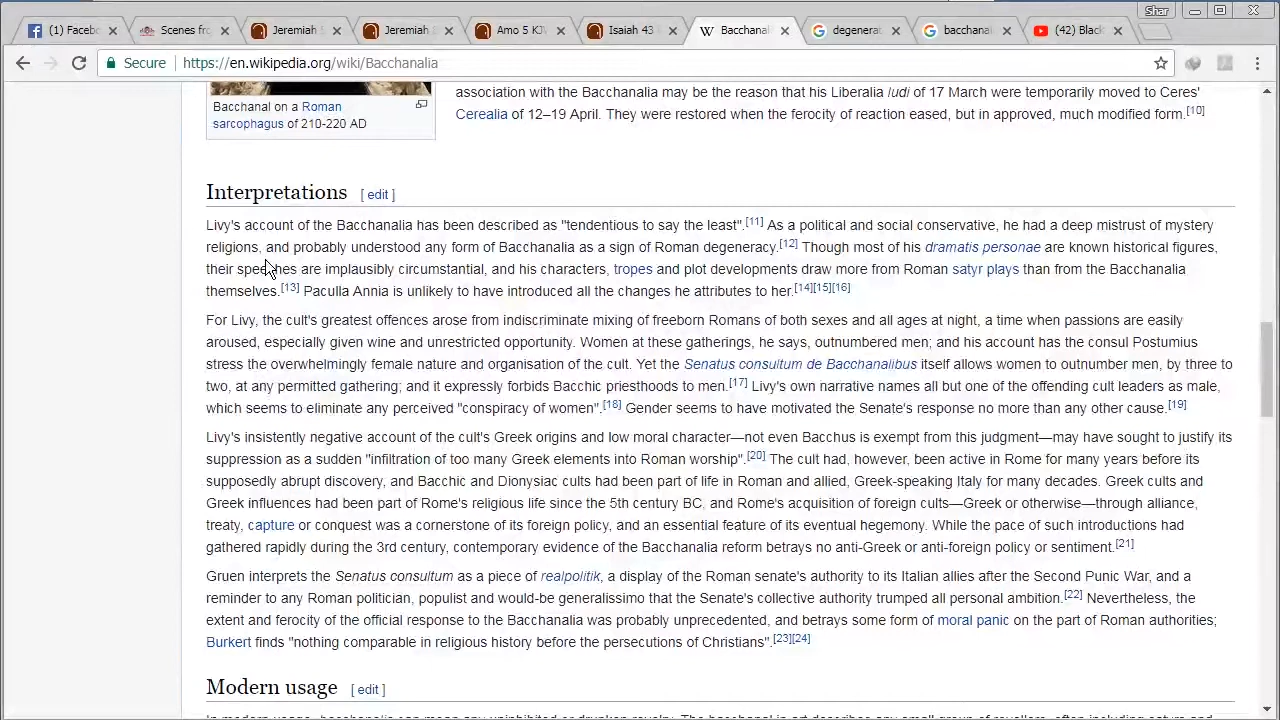 Shar
(1) Facebo
Scenes fro
Jeremiah
Jeremiah
Amo 5 KJV
Isaiah 43
Bacchanal
degenerat
bacchanal
(42) Blac
Secure
https://en.wikipedia.org/wiki/Bacchanalia
Bacchanal on a Roman
sarcophagus of 210-220 AD
association with the Bacchanalia may be the reason that his Liberalia ludi of 17 March were temporarily moved to Ceres'
Cerealia of 12–19 April. They were restored when the ferocity of reaction eased, but in approved, much modified form.[10]
Interpretations [ edit ]
Livy's account of the Bacchanalia has been described as "tendentious to say the least".[11] As a political and social conservative, he had a deep mistrust of mystery
religions, and probably understood any form of Bacchanalia as a sign of Roman degeneracy.[12] Though most of his dramatis personae are known historical figures,
their speeches are implausibly circumstantial, and his characters, tropes and plot developments draw more from Roman satyr plays than from the Bacchanalia
themselves.[13] Paculla Annia is unlikely to have introduced all the changes he attributes to her.[14][15][16]
For Livy, the cult's greatest offences arose from indiscriminate mixing of freeborn Romans of both sexes and all ages at night, a time when passions are easily
aroused, especially given wine and unrestricted opportunity. Women at these gatherings, he says, outnumbered men; and his account has the consul Postumius
stress the overwhelmingly female nature and organisation of the cult. Yet the Senatus consultum de Bacchanalibus itself allows women to outnumber men, by three to
two, at any permitted gathering; and it expressly forbids Bacchic priesthoods to men.[17] Livy's own narrative names all but one of the offending cult leaders as male,
which seems to eliminate any perceived "conspiracy of women".[18] Gender seems to have motivated the Senate's response no more than any other cause.[19]
Livy's insistently negative account of the cult's Greek origins and low moral character—not even Bacchus is exempt from this judgment—may have sought to justify its
suppression as a sudden "infiltration of too many Greek elements into Roman worship".[20] The cult had, however, been active in Rome for many years before its
supposedly abrupt discovery, and Bacchic and Dionysiac cults had been part of life in Roman and allied, Greek-speaking Italy for many decades. Greek cults and
Greek influences had been part of Rome's religious life since the 5th century BC, and Rome's acquisition of foreign cults—Greek or otherwise—through alliance,
treaty, capture or conquest was a cornerstone of its foreign policy, and an essential feature of its eventual hegemony. While the pace of such introductions had
gathered rapidly during the 3rd century, contemporary evidence of the Bacchanalia reform betrays no anti-Greek or anti-foreign policy or sentiment.[21]
Gruen interprets the Senatus consultum as a piece of realpolitik, a display of the Roman senate's authority to its Italian allies after the Second Punic War, and a
reminder to any Roman politician, populist and would-be generalissimo that the Senate's collective authority trumped all personal ambition.[22] Nevertheless, the
extent and ferocity of the official response to the Bacchanalia was probably unprecedented, and betrays some form of moral panic on the part of Roman authorities;
Burkert finds "nothing comparable in religious history before the persecutions of Christians".[23][24]
Modern usage [ edit ]